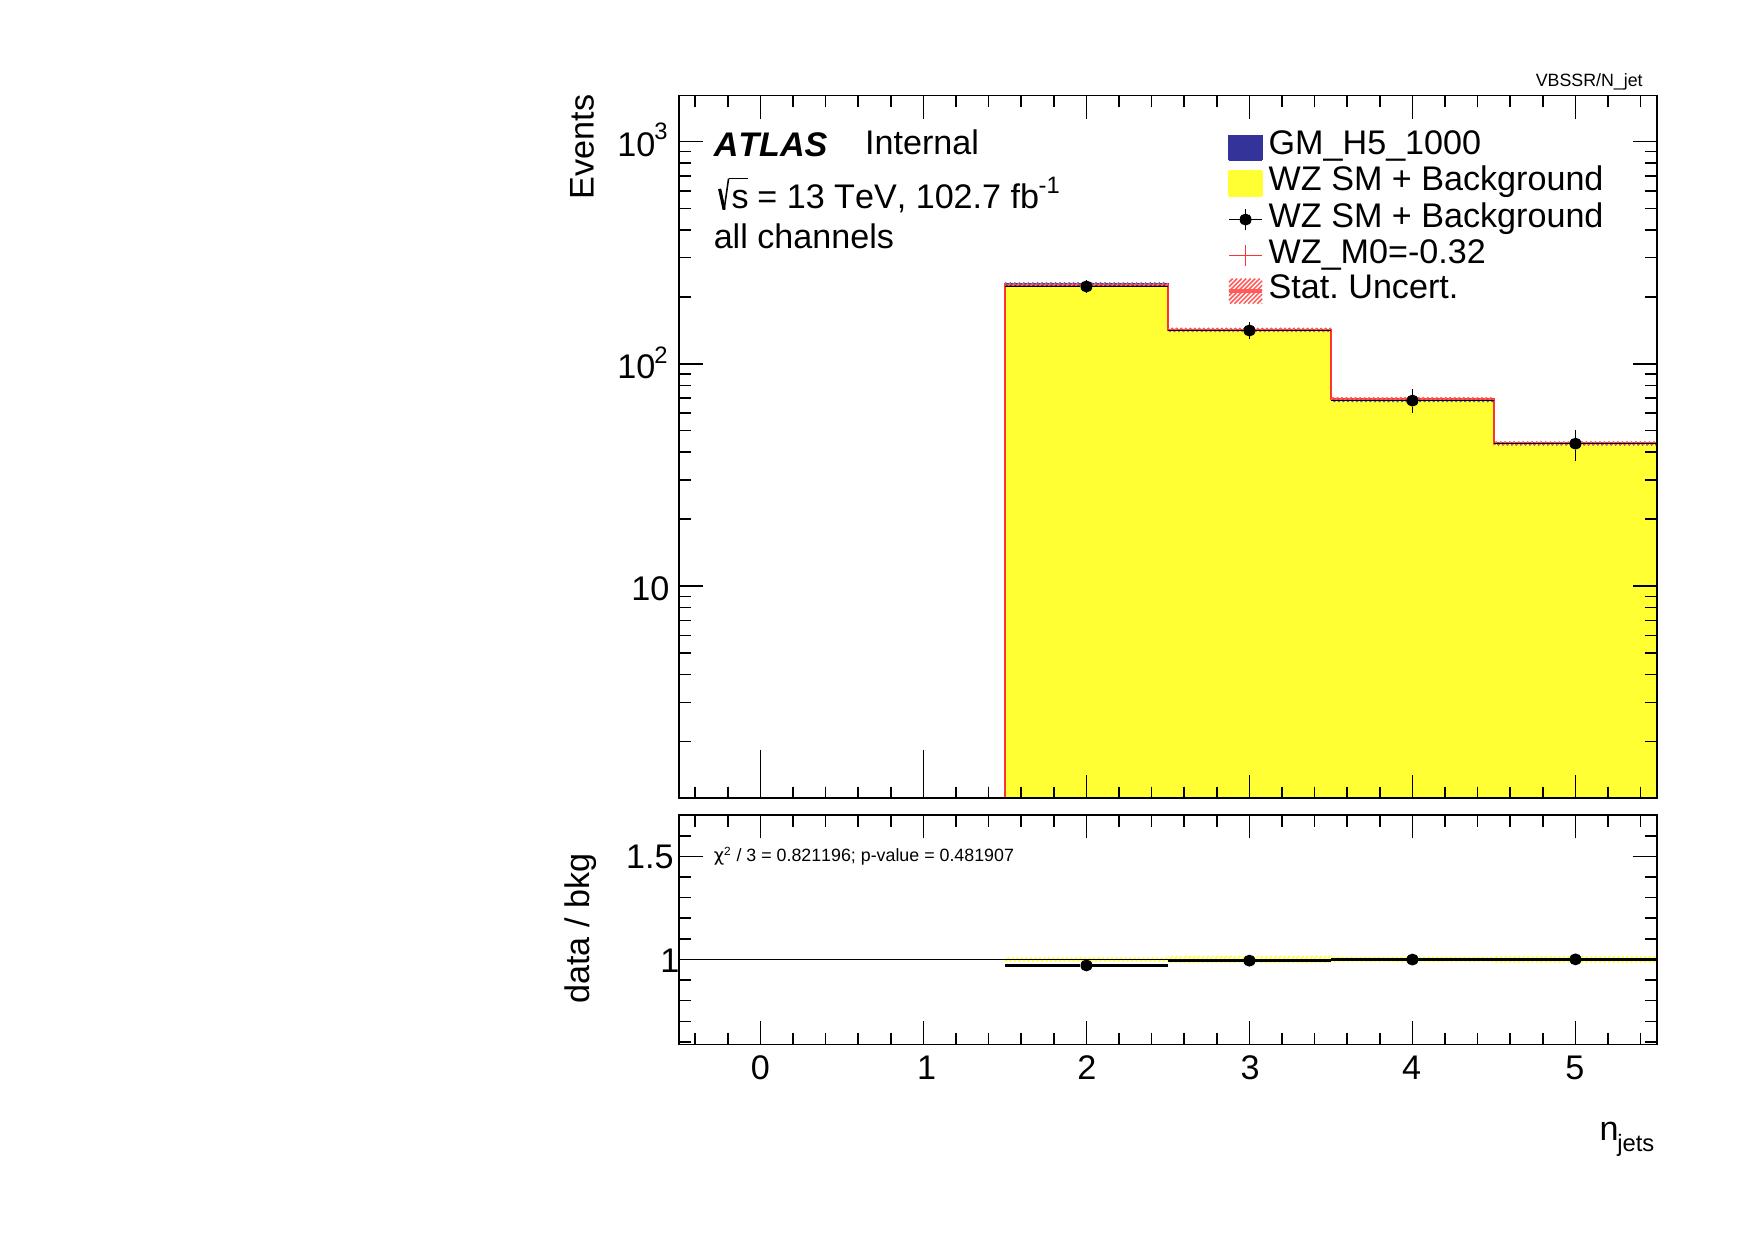 VBSSR/N_jet
Events
10³
10²
10
ATLAS Internal
√s = 13 TeV, 102.7 fb⁻¹
all channels
GM_H5_1000
WZ SM + Background
WZ SM + Background
WZ_M0=-0.32
Stat. Uncert.
data / bkg
1.5
1
χ² / 3 = 0.821196; p-value = 0.481907
0 1 2 3 4 5
n_jets